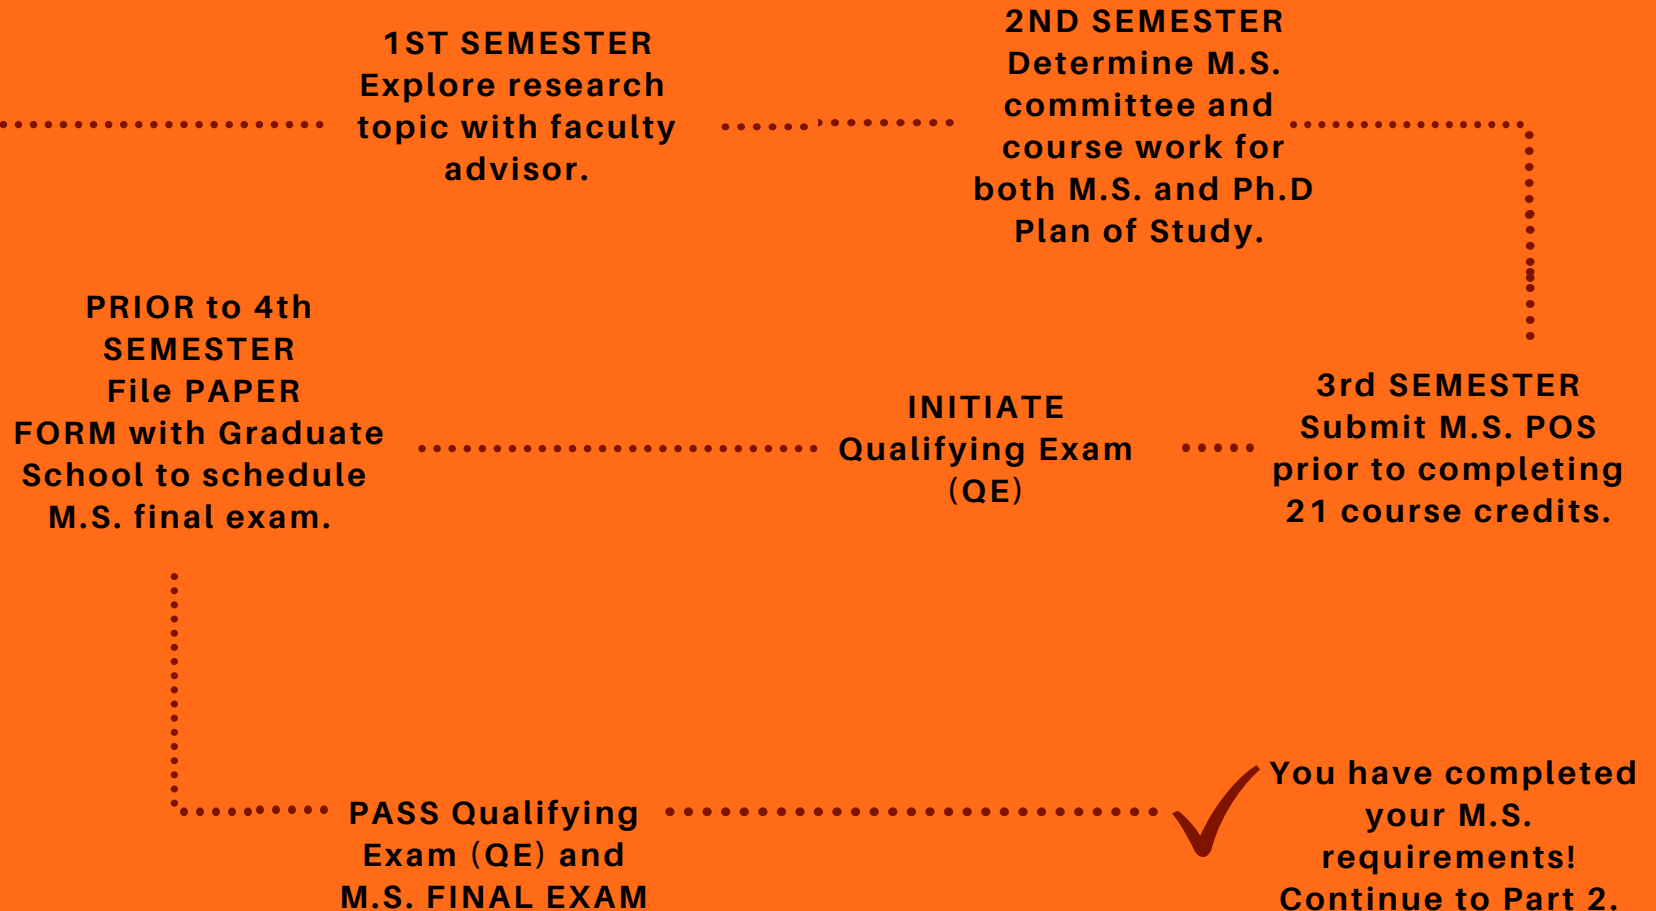 1ST SEMESTER
Explore research
topic with faculty
advisor.
2ND SEMESTER
Determine M.S.
committee and
course work for
both M.S. and Ph.D
Plan of Study.
3rd SEMESTER
Submit M.S. POS
prior to completing
21 course credits.
INITIATE
Qualifying Exam
(QE)
PRIOR to 4th
SEMESTER
File PAPER
FORM with Graduate
School to schedule
M.S. final exam.
PASS Qualifying
Exam (QE) and
M.S. FINAL EXAM
You have completed
your M.S.
requirements!
Continue to Part 2.